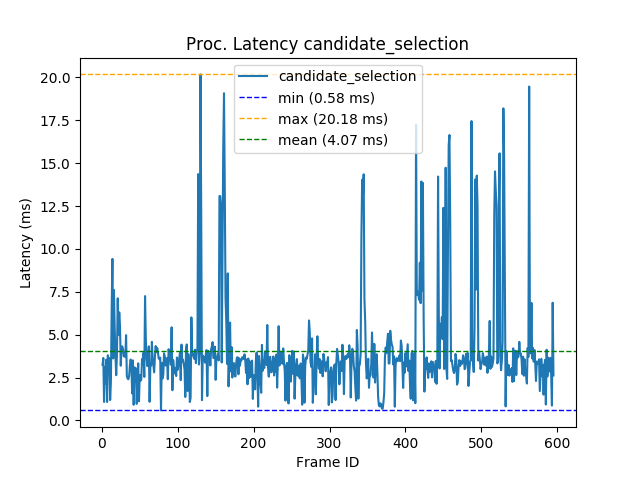 Proc. Latency candidate_selection
candidate_selection
min (0.58 ms)
max (20.18 ms)
mean (4.07 ms)
Latency (ms)
20.0
17.5
15.0
12.5
10.0
7.5
5.0
2.5
0.0
0 100 200 300 400 500 600
Frame ID